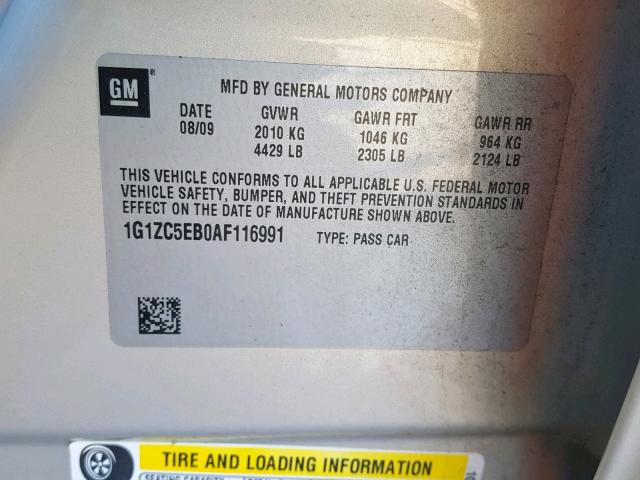 GM
®
MFD BY GENERAL MOTORS COMPANY
DATE GVWR GAWR FRT GAWR RR
08/09 2010 KG 1046 KG 964 KG
4429 LB 2305 LB 2124 LB
THIS VEHICLE CONFORMS TO ALL APPLICABLE U.S. FEDERAL MOTOR
VEHICLE SAFETY, BUMPER, AND THEFT PREVENTION STANDARDS IN
EFFECT ON THE DATE OF MANUFACTURE SHOWN ABOVE.
1G1ZC5EB0AF116991 TYPE: PASS CAR
TIRE AND LOADING INFORMATION
SEATING CAPACITY